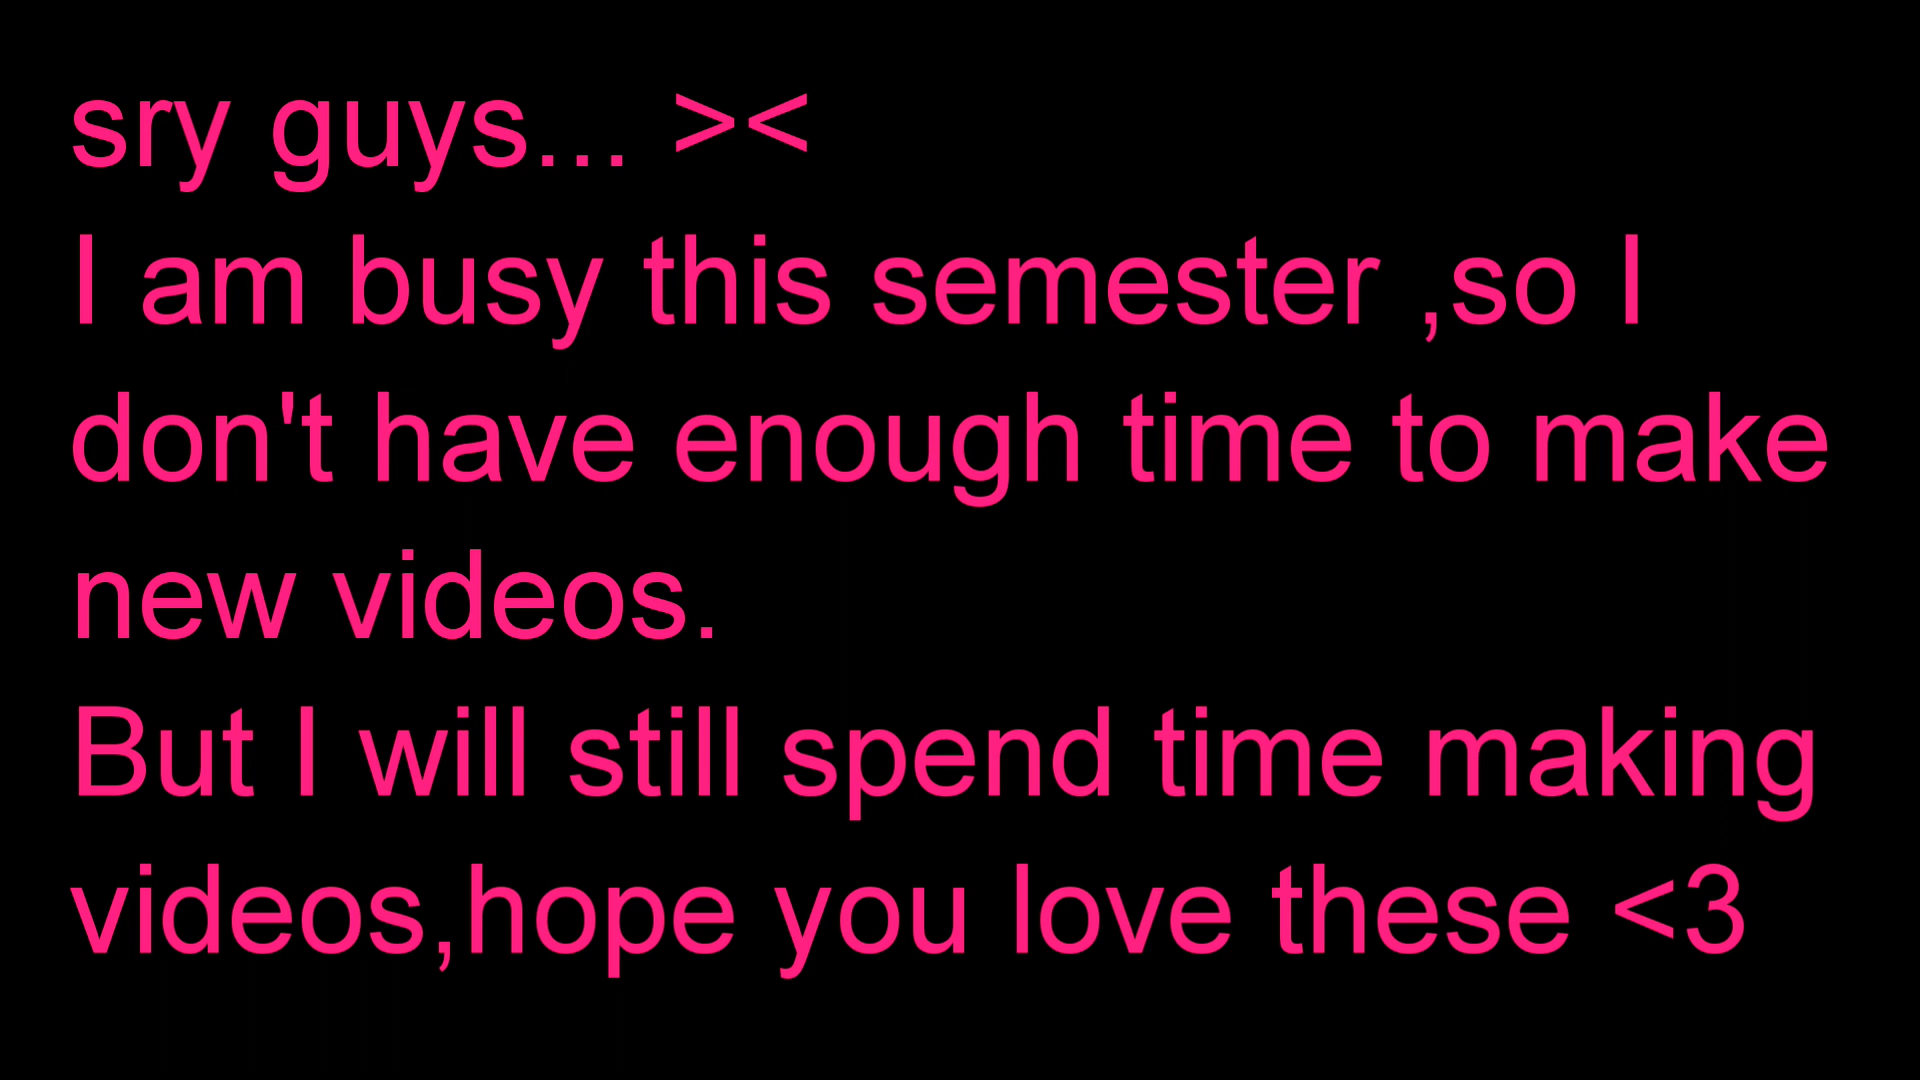 sry guys... ><
I am busy this semester ,so I
don't have enough time to make
new videos.
But I will still spend time making
videos,hope you love these <3